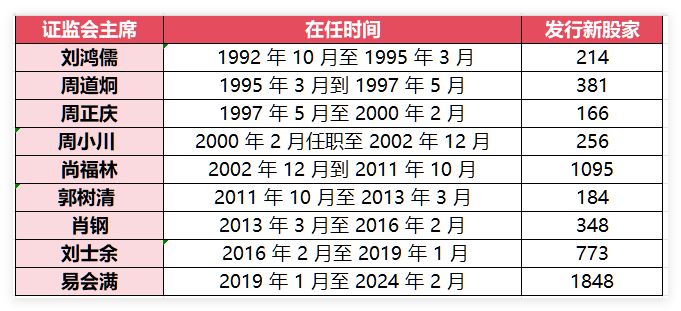 证监会主席 在任时间 发行新股家
刘鸿儒 1992 年 10 月至 1995 年 3 月 214
周道炯 1995 年 3 月到 1997 年 5 月 381
周正庆 1997 年 5 月至 2000 年 2 月 166
周小川 2000 年 2 月任职至 2002 年 12 月 256
尚福林 2002 年 12 月到 2011 年 10 月 1095
郭树清 2011 年 10 月至 2013 年 3 月 184
肖钢 2013 年 3 月至 2016 年 2 月 348
刘士余 2016 年 2 月至 2019 年 1 月 773
易会满 2019 年 1 月至 2024 年 2 月 1848